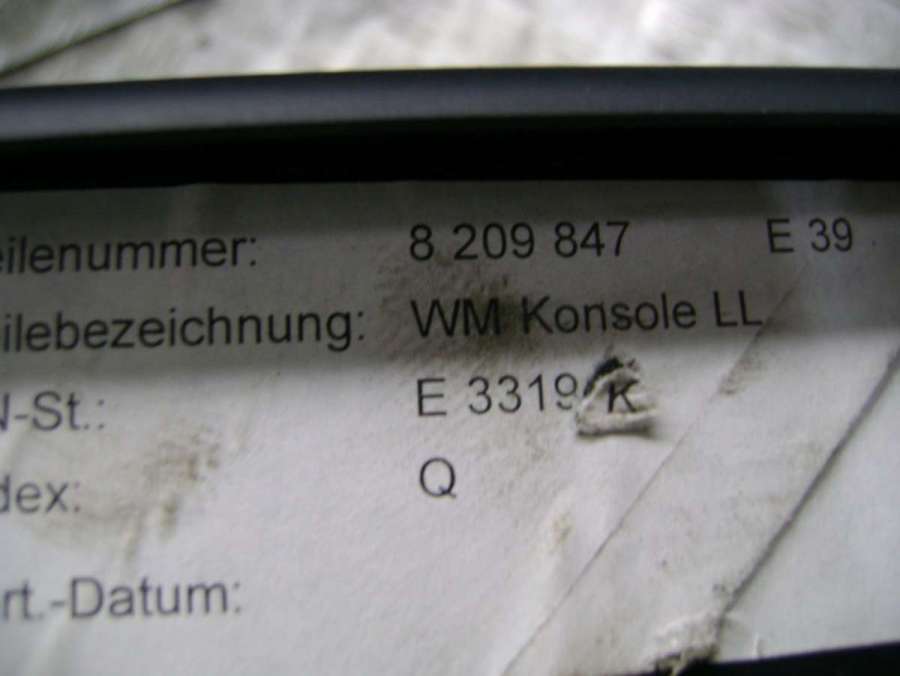 eilenummer: 8 209 847 E 39
ilebezeichnung: WM Konsole LL
N-St.: E 3319 K
dex: Q
rt.-Datum: